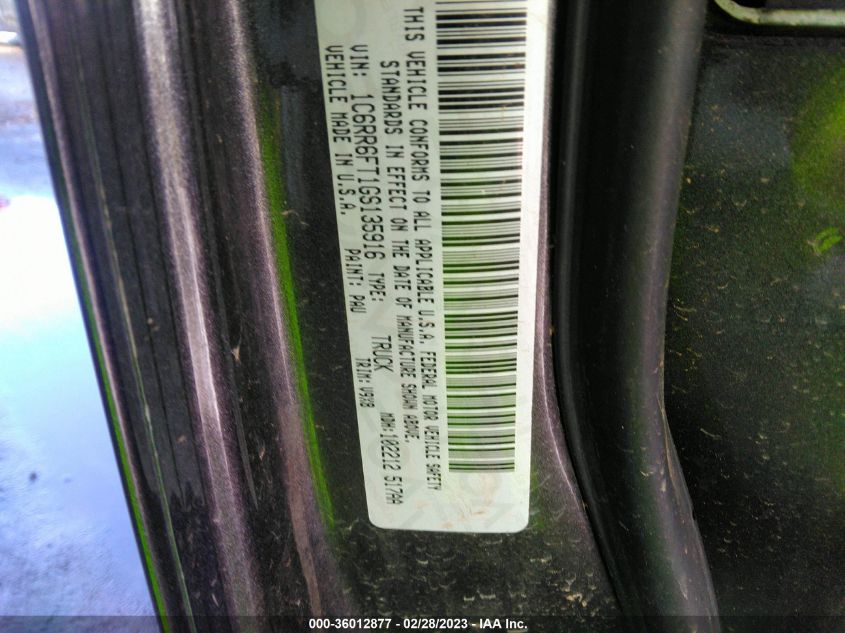 THIS VEHICLE CONFORMS TO ALL APPLICABLE U.S.A. FEDERAL MOTOR VEHICLE SAFETY
STANDARDS IN EFFECT ON THE DATE OF MANUFACTURE SHOWN ABOVE.
VIN: 1C6RR6FT1GS135916 TYPE: TRUCK MDH:102212 517AA
VEHICLE MADE IN U.S.A. PAINT: PAU TRIM: V9X8
000-36012877 - 02/28/2023 - IAA Inc.